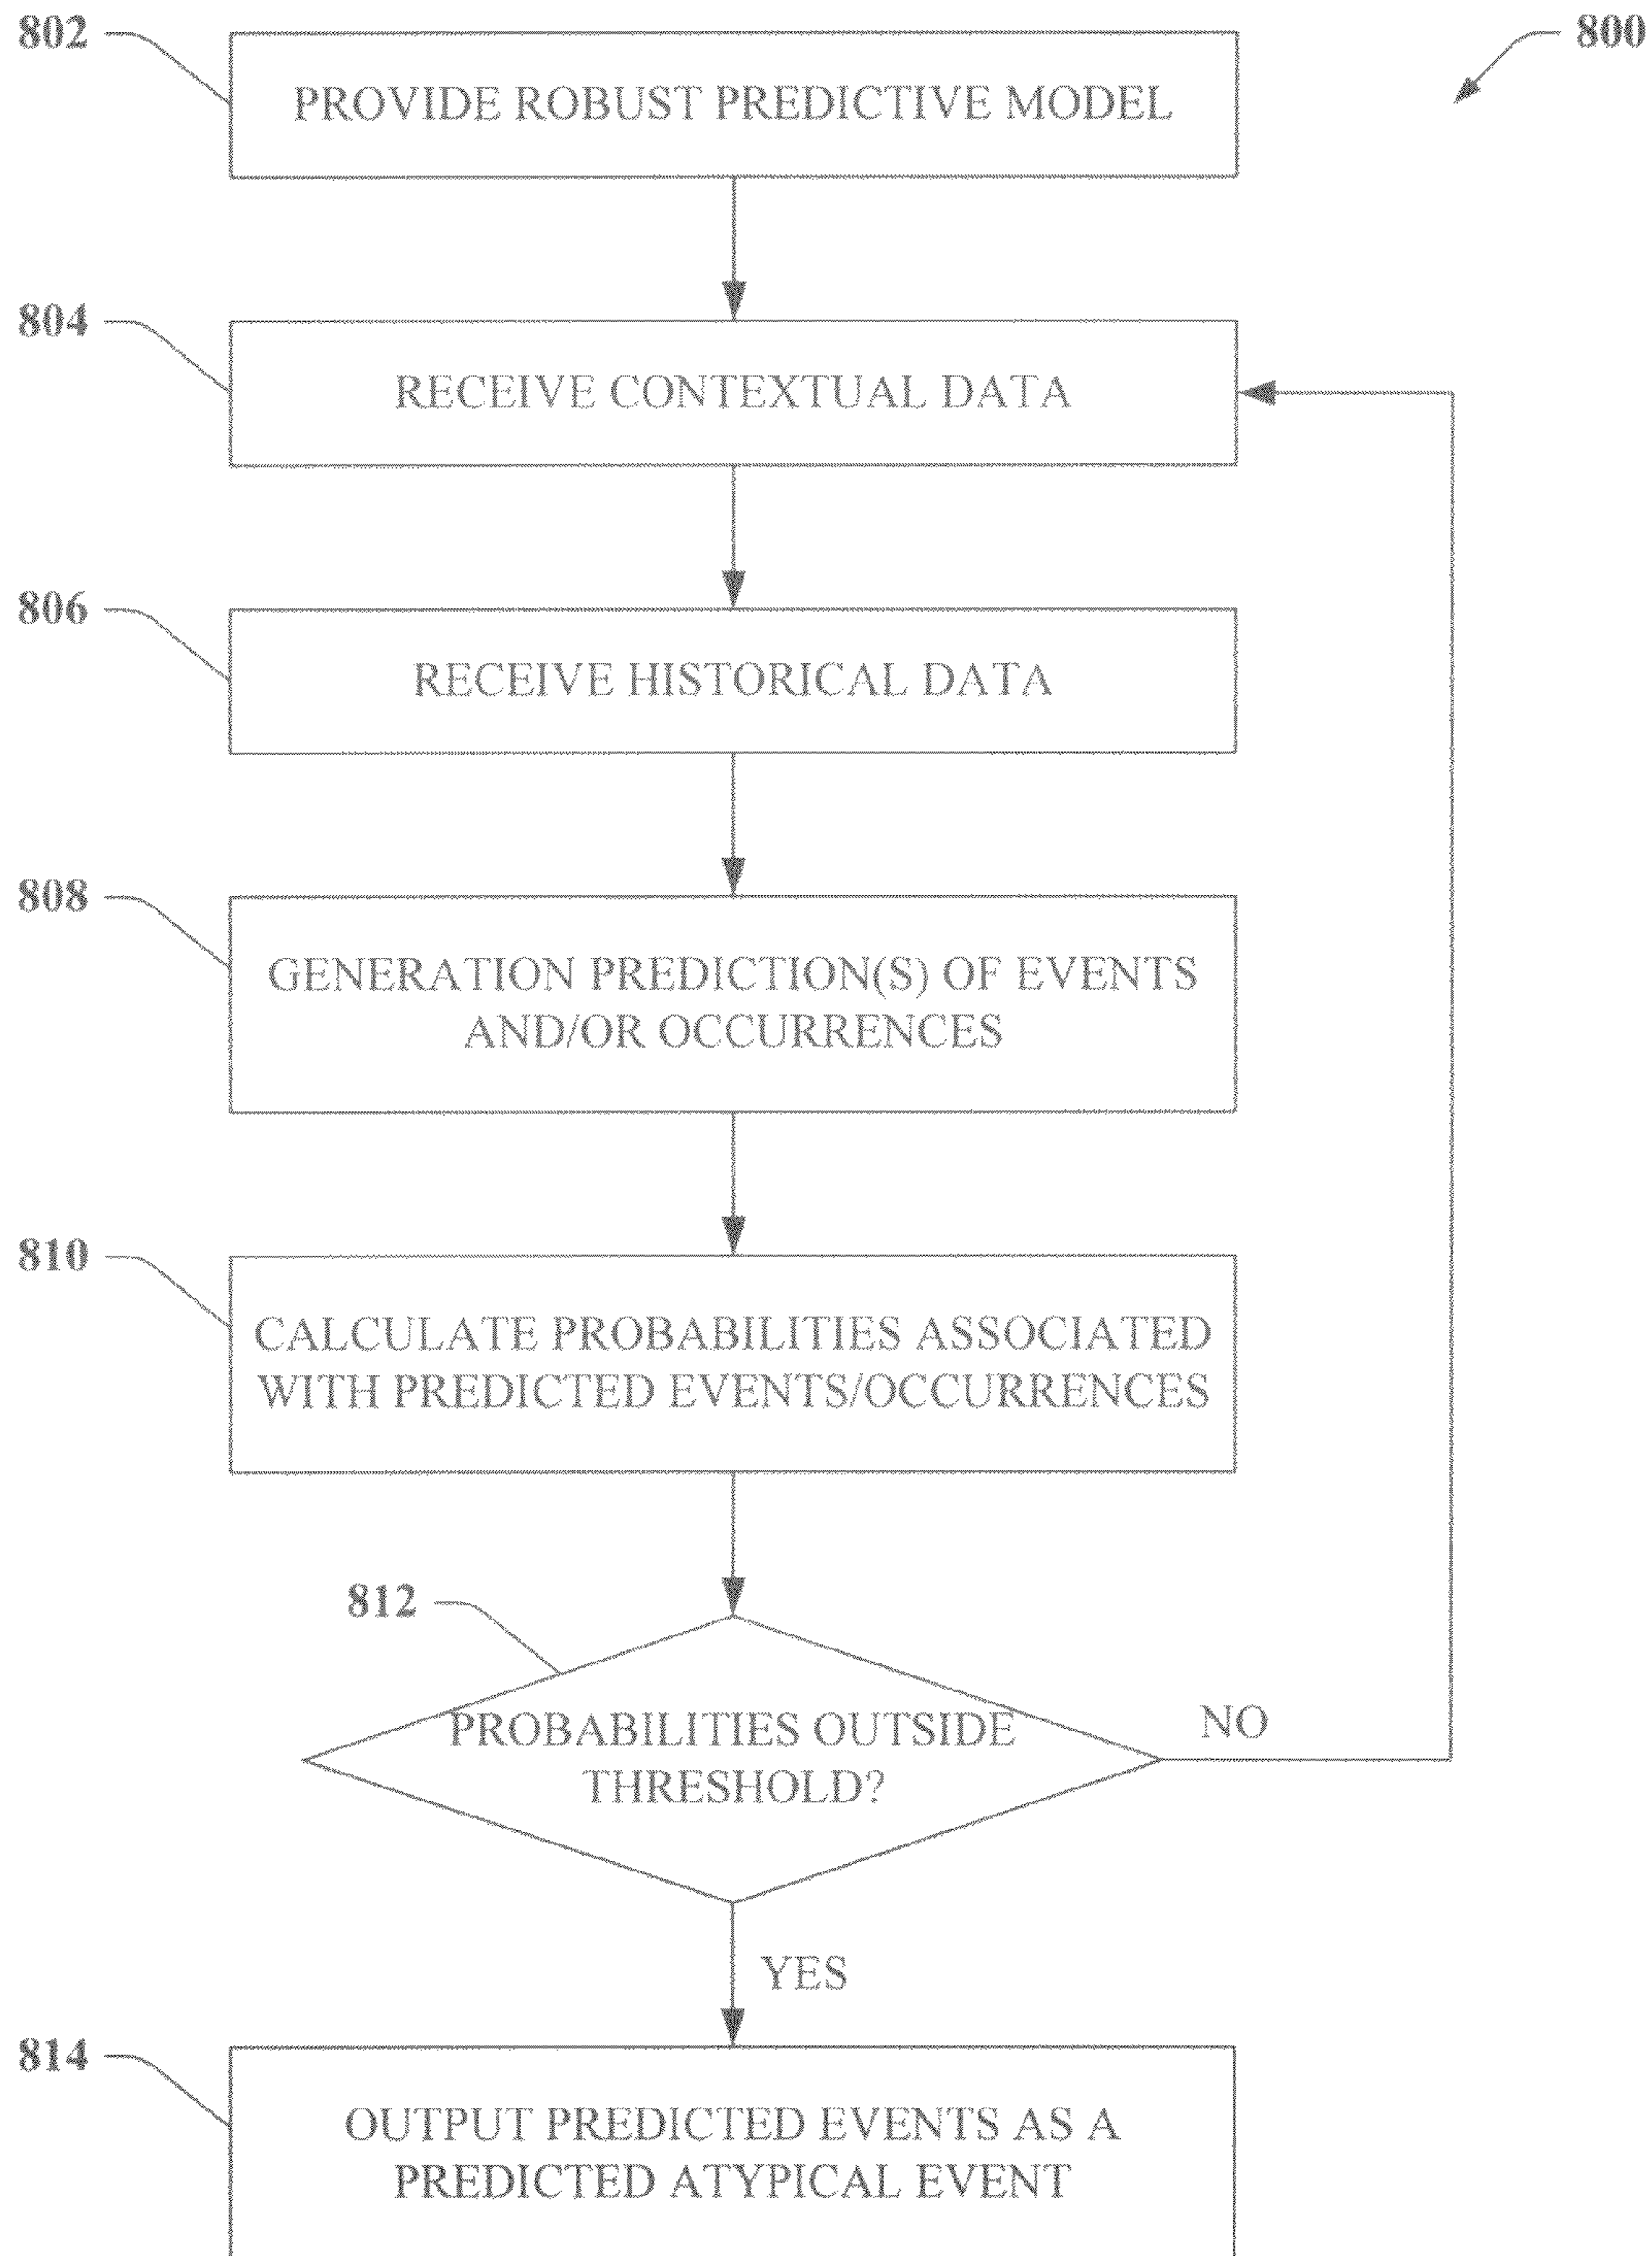 802
800
PROVIDE ROBUST PREDICTIVE MODEL
804
RECEIVE CONTEXTUAL DATA
806
RECEIVE HISTORICAL DATA
808
GENERATION PREDICTION(S) OF EVENTS
AND/OR OCCURRENCES
810
CALCULATE PROBABILITIES ASSOCIATED
WITH PREDICTED EVENTS/OCCURRENCES
812
PROBABILITIES OUTSIDE
THRESHOLD?
NO
YES
814
OUTPUT PREDICTED EVENTS AS A
PREDICTED ATYPICAL EVENT